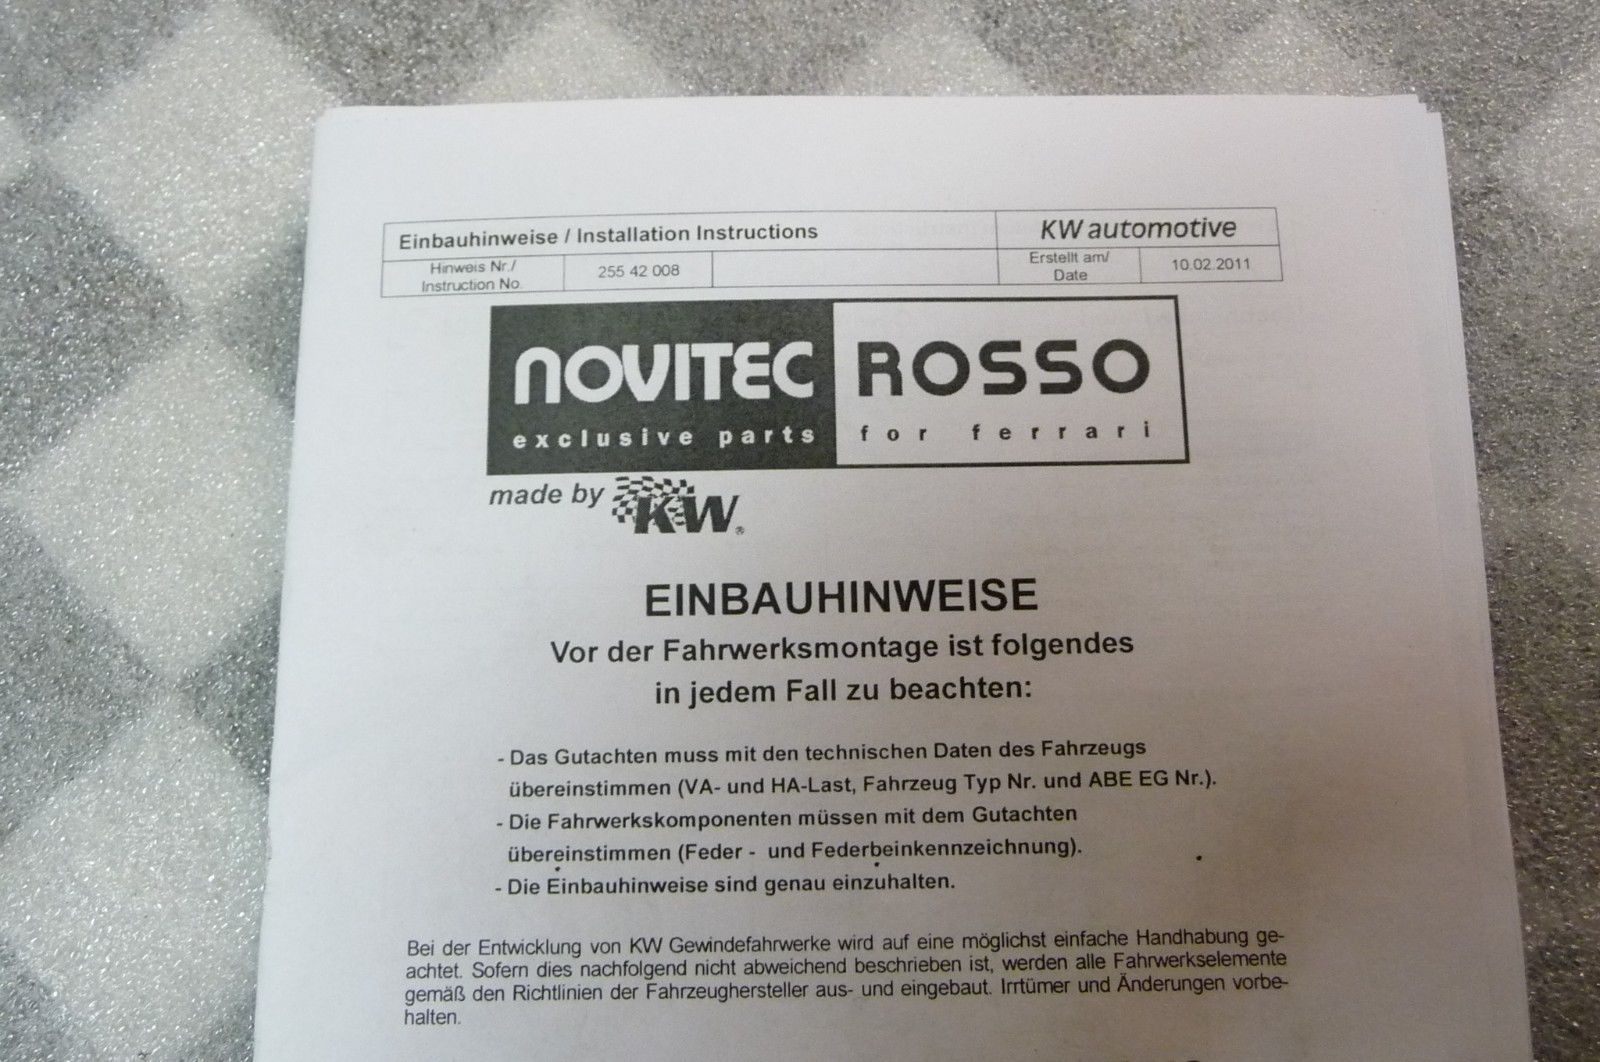 Einbauhinweise / Installation Instructions
KW automotive
Hinweis Nr./
Instruction No.
255 42 008
Erstellt am/
Date
10.02.2011
NOVITEC ROSSO
exclusive parts for ferrari
made by KW®
EINBAUHINWEISE
Vor der Fahrwerksmontage ist folgendes
in jedem Fall zu beachten:
- Das Gutachten muss mit den technischen Daten des Fahrzeugs
übereinstimmen (VA- und HA-Last, Fahrzeug Typ Nr. und ABE EG Nr.).
- Die Fahrwerkskomponenten müssen mit dem Gutachten
übereinstimmen (Feder - und Federbeinkennzeichnung).
- Die Einbauhinweise sind genau einzuhalten.
Bei der Entwicklung von KW Gewindefahrwerke wird auf eine möglichst einfache Handhabung ge-
achtet. Sofern dies nachfolgend nicht abweichend beschrieben ist, werden alle Fahrwerkselemente
gemäß den Richtlinien der Fahrzeughersteller aus- und eingebaut. Irrtümer und Änderungen vorbe-
halten.